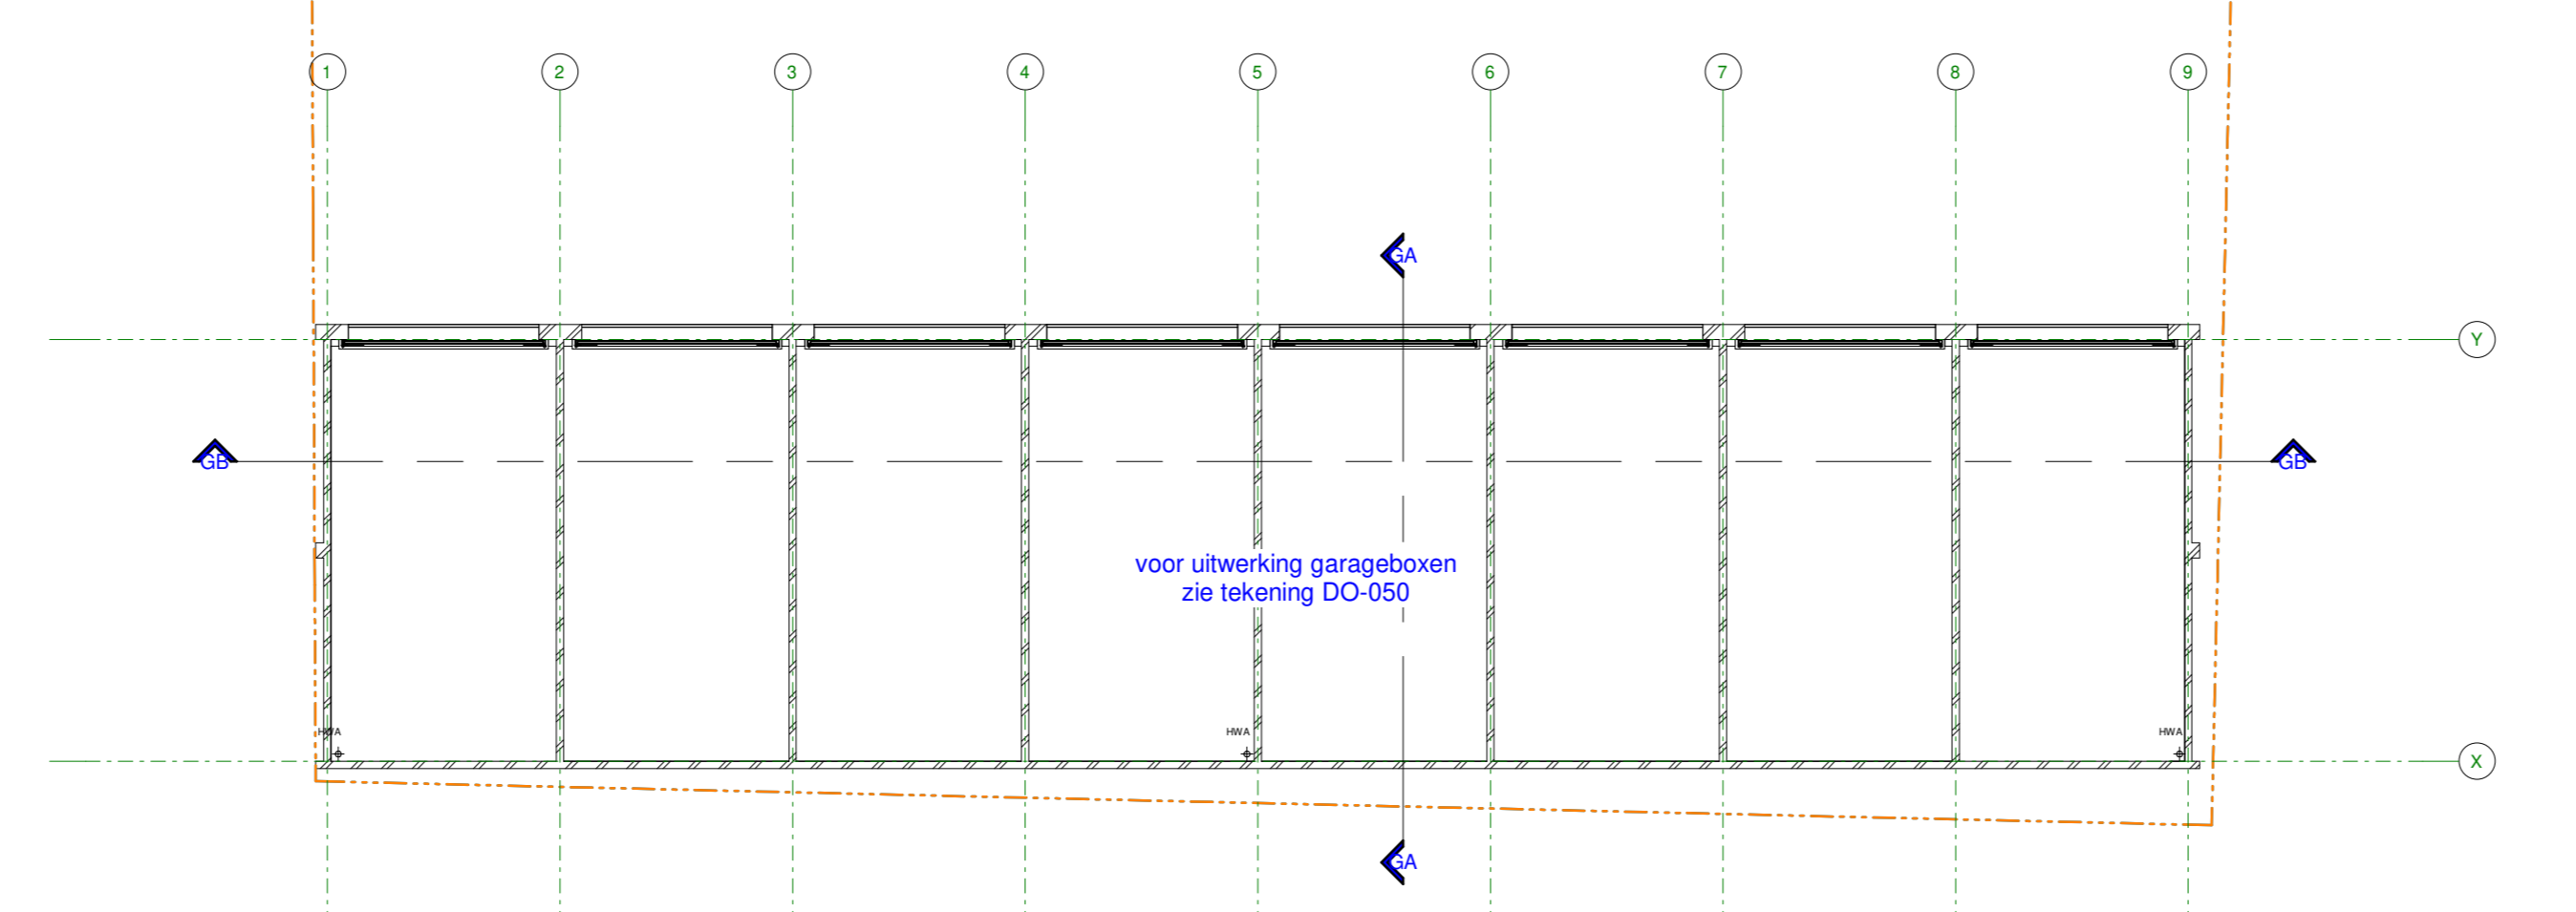 1 2 3 4 5 6 7 8 9
GA
Y
GB GB
voor uitwerking garageboxen
zie tekening DO-050
HWA HWA HWA
X
GA